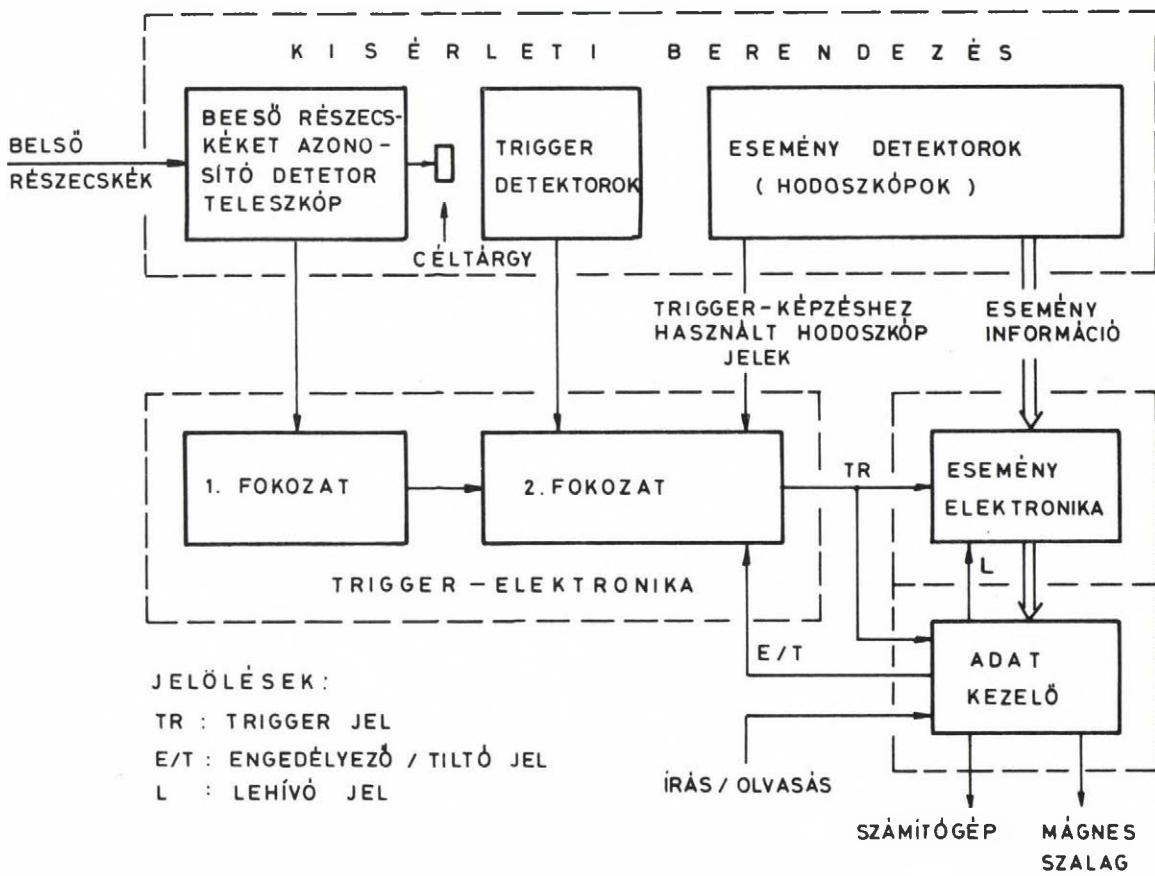 KISÉRLETI BERENDEZÉS
BELSŐ
RÉSZECSKÉK
BEESŐ RÉSZECS-
KÉKET AZONO-
SÍTÓ DETETOR
TELESZKÓP
CÉLTÁRGY
TRIGGER
DETEKTOROK
ESEMÉNY DETEKTOROK
( HODOSZKÓPOK )
TRIGGER-KÉPZÉSHEZ
HASZNÁLT HODOSZKÓP
JELEK
ESEMÉNY
INFORMÁCIÓ
1. FOKOZAT
2. FOKOZAT
TRIGGER-ELEKTRONIKA
TR
ESEMÉNY
ELEKTRONIKA
L
E/T
ADAT
KEZELŐ
ÍRÁS / OLVASÁS
SZÁMÍTÓGÉP
MÁGNES
SZALAG
JELÖLÉSEK:
TR : TRIGGER JEL
E/T : ENGEDÉLYEZŐ / TILTÓ JEL
L : LEHÍVÓ JEL